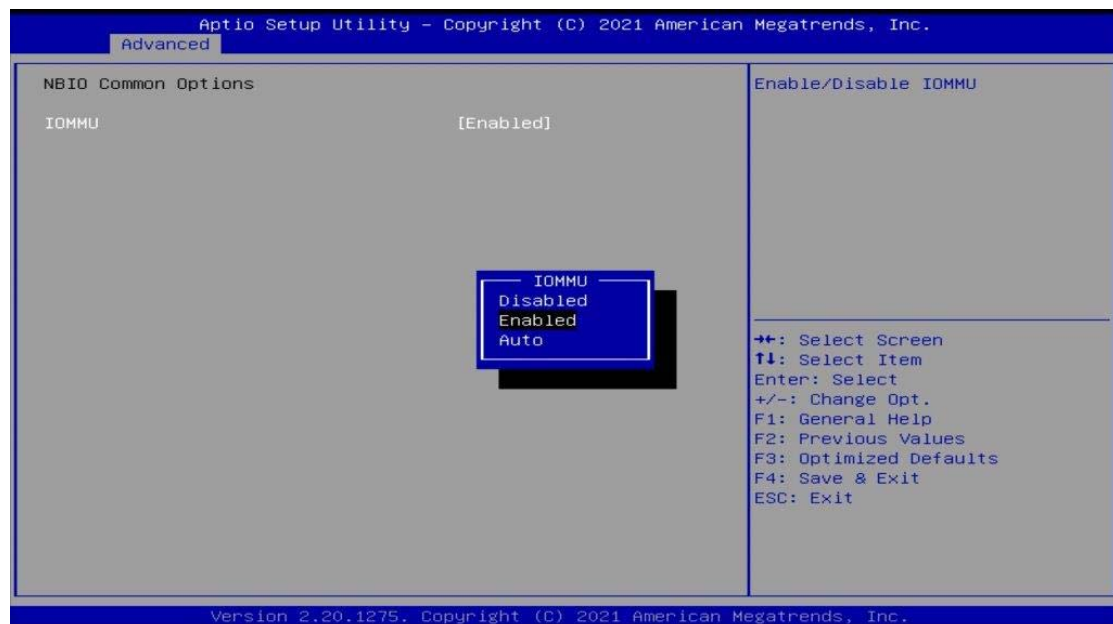 Aptio Setup Utility – Copyright (C) 2021 American Megatrends, Inc.
Advanced
NBIO Common Options
IOMMU [Enabled]
Enable/Disable IOMMU
IOMMU
Disabled
Enabled
Auto
→←: Select Screen
↑↓: Select Item
Enter: Select
+/-: Change Opt.
F1: General Help
F2: Previous Values
F3: Optimized Defaults
F4: Save & Exit
ESC: Exit
Version 2.20.1275. Copyright (C) 2021 American Megatrends, Inc.